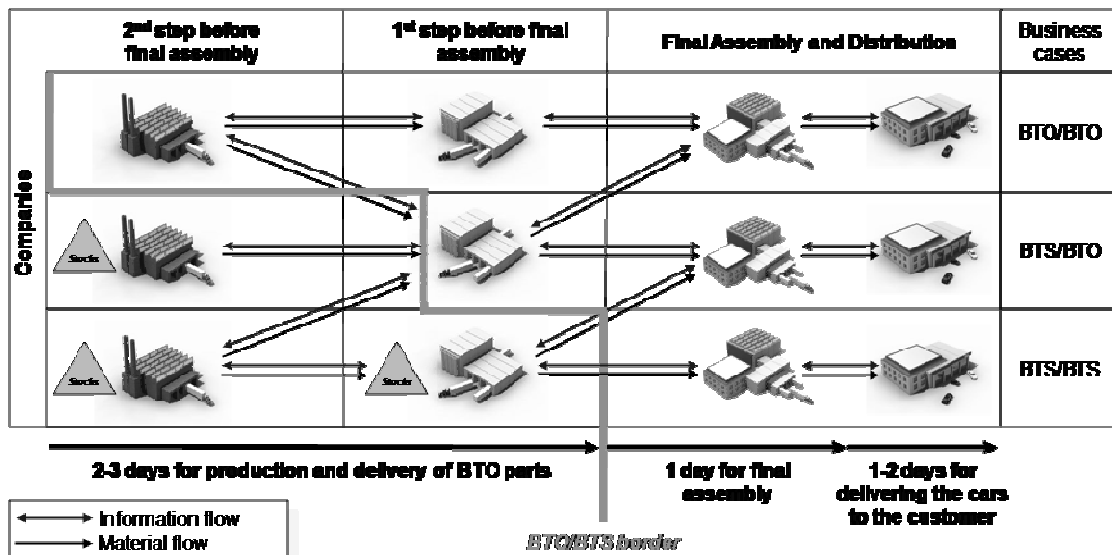 2nd step before
final assembly
1st step before final
assembly
Final Assembly and Distribution
Business
cases
Companies
BTO/BTO
Stocks
BTS/BTO
Stocks
Stocks
BTS/BTS
2-3 days for production and delivery of BTO parts
1 day for final
assembly
1-2 days for
delivering the cars
to the customer
Information flow
Material flow
BTO/BTS border